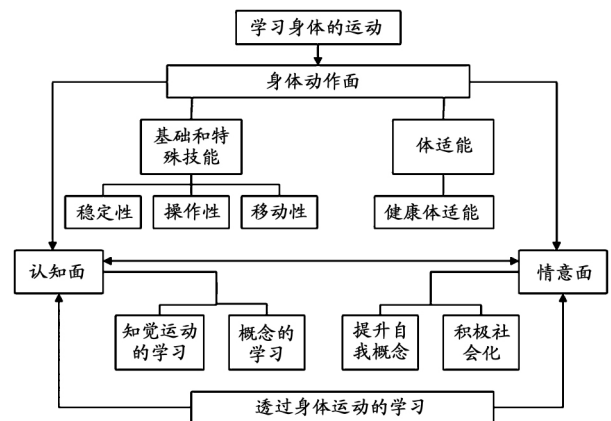 学习身体的运动
身体动作面
基础和特
殊技能
体适能
稳定性
操作性
移动性
健康体适能
认知面
情意面
知觉运动
的学习
概念的
学习
提升自
我概念
积极社
会化
透过身体运动的学习